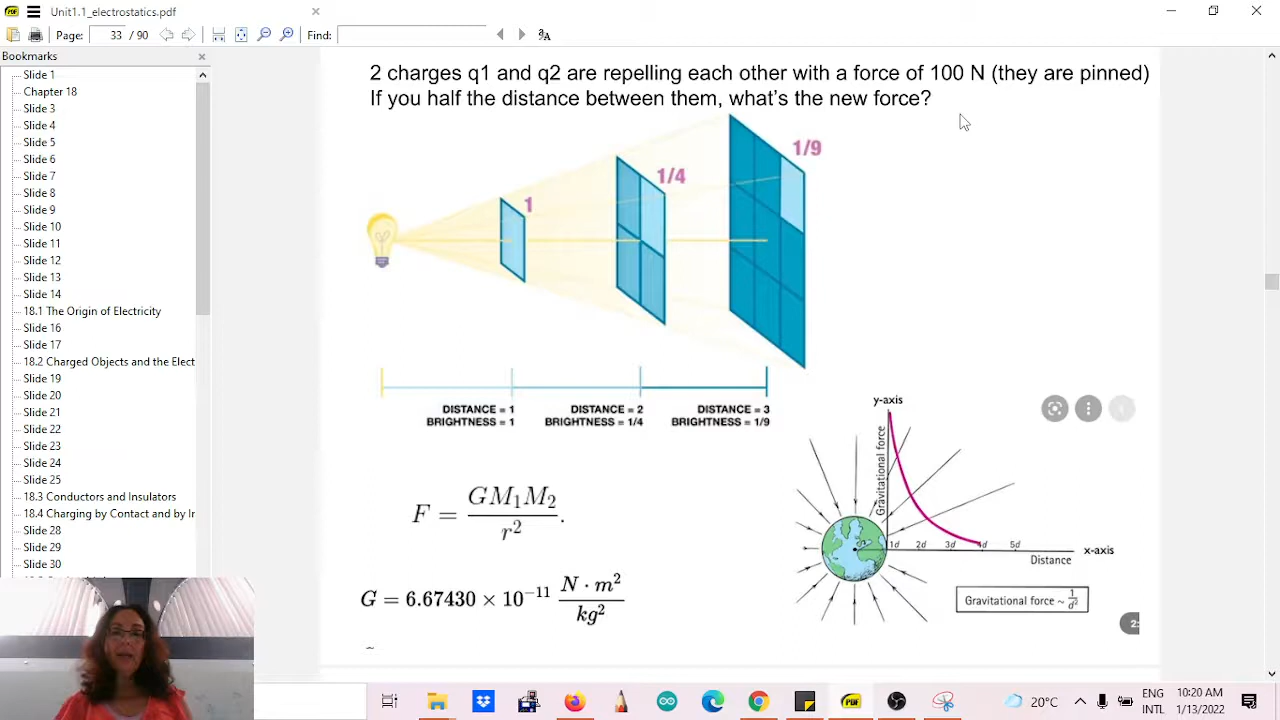 Unit1.1_electrostatics.pdf
Page: 33 / 90 Find:
Bookmarks
Slide 1
Chapter 18
Slide 3
Slide 4
Slide 5
Slide 6
Slide 7
Slide 8
Slide 9
Slide 10
Slide 11
Slide 12
Slide 13
Slide 14
18.1 The Origin of Electricity
Slide 16
Slide 17
18.2 Charged Objects and the Elect
Slide 19
Slide 20
Slide 21
Slide 22
Slide 23
Slide 24
Slide 25
18.3 Conductors and Insulators
18.4 Charging by Contact and by In
Slide 28
Slide 29
Slide 30
2 charges q1 and q2 are repelling each other with a force of 100 N (they are pinned)
If you half the distance between them, what's the new force?
1
1/4
1/9
DISTANCE = 1
BRIGHTNESS = 1
DISTANCE = 2
BRIGHTNESS = 1/4
DISTANCE = 3
BRIGHTNESS = 1/9
F = GM₁M₂ / r².
G = 6.67430 × 10⁻¹¹ N · m² / kg²
y-axis
Gravitational force
1d 2d 3d 4d 5d
x-axis
Distance
Gravitational force ~ 1/d²
20°C
ENG
INTL
10:20 AM
1/13/2022